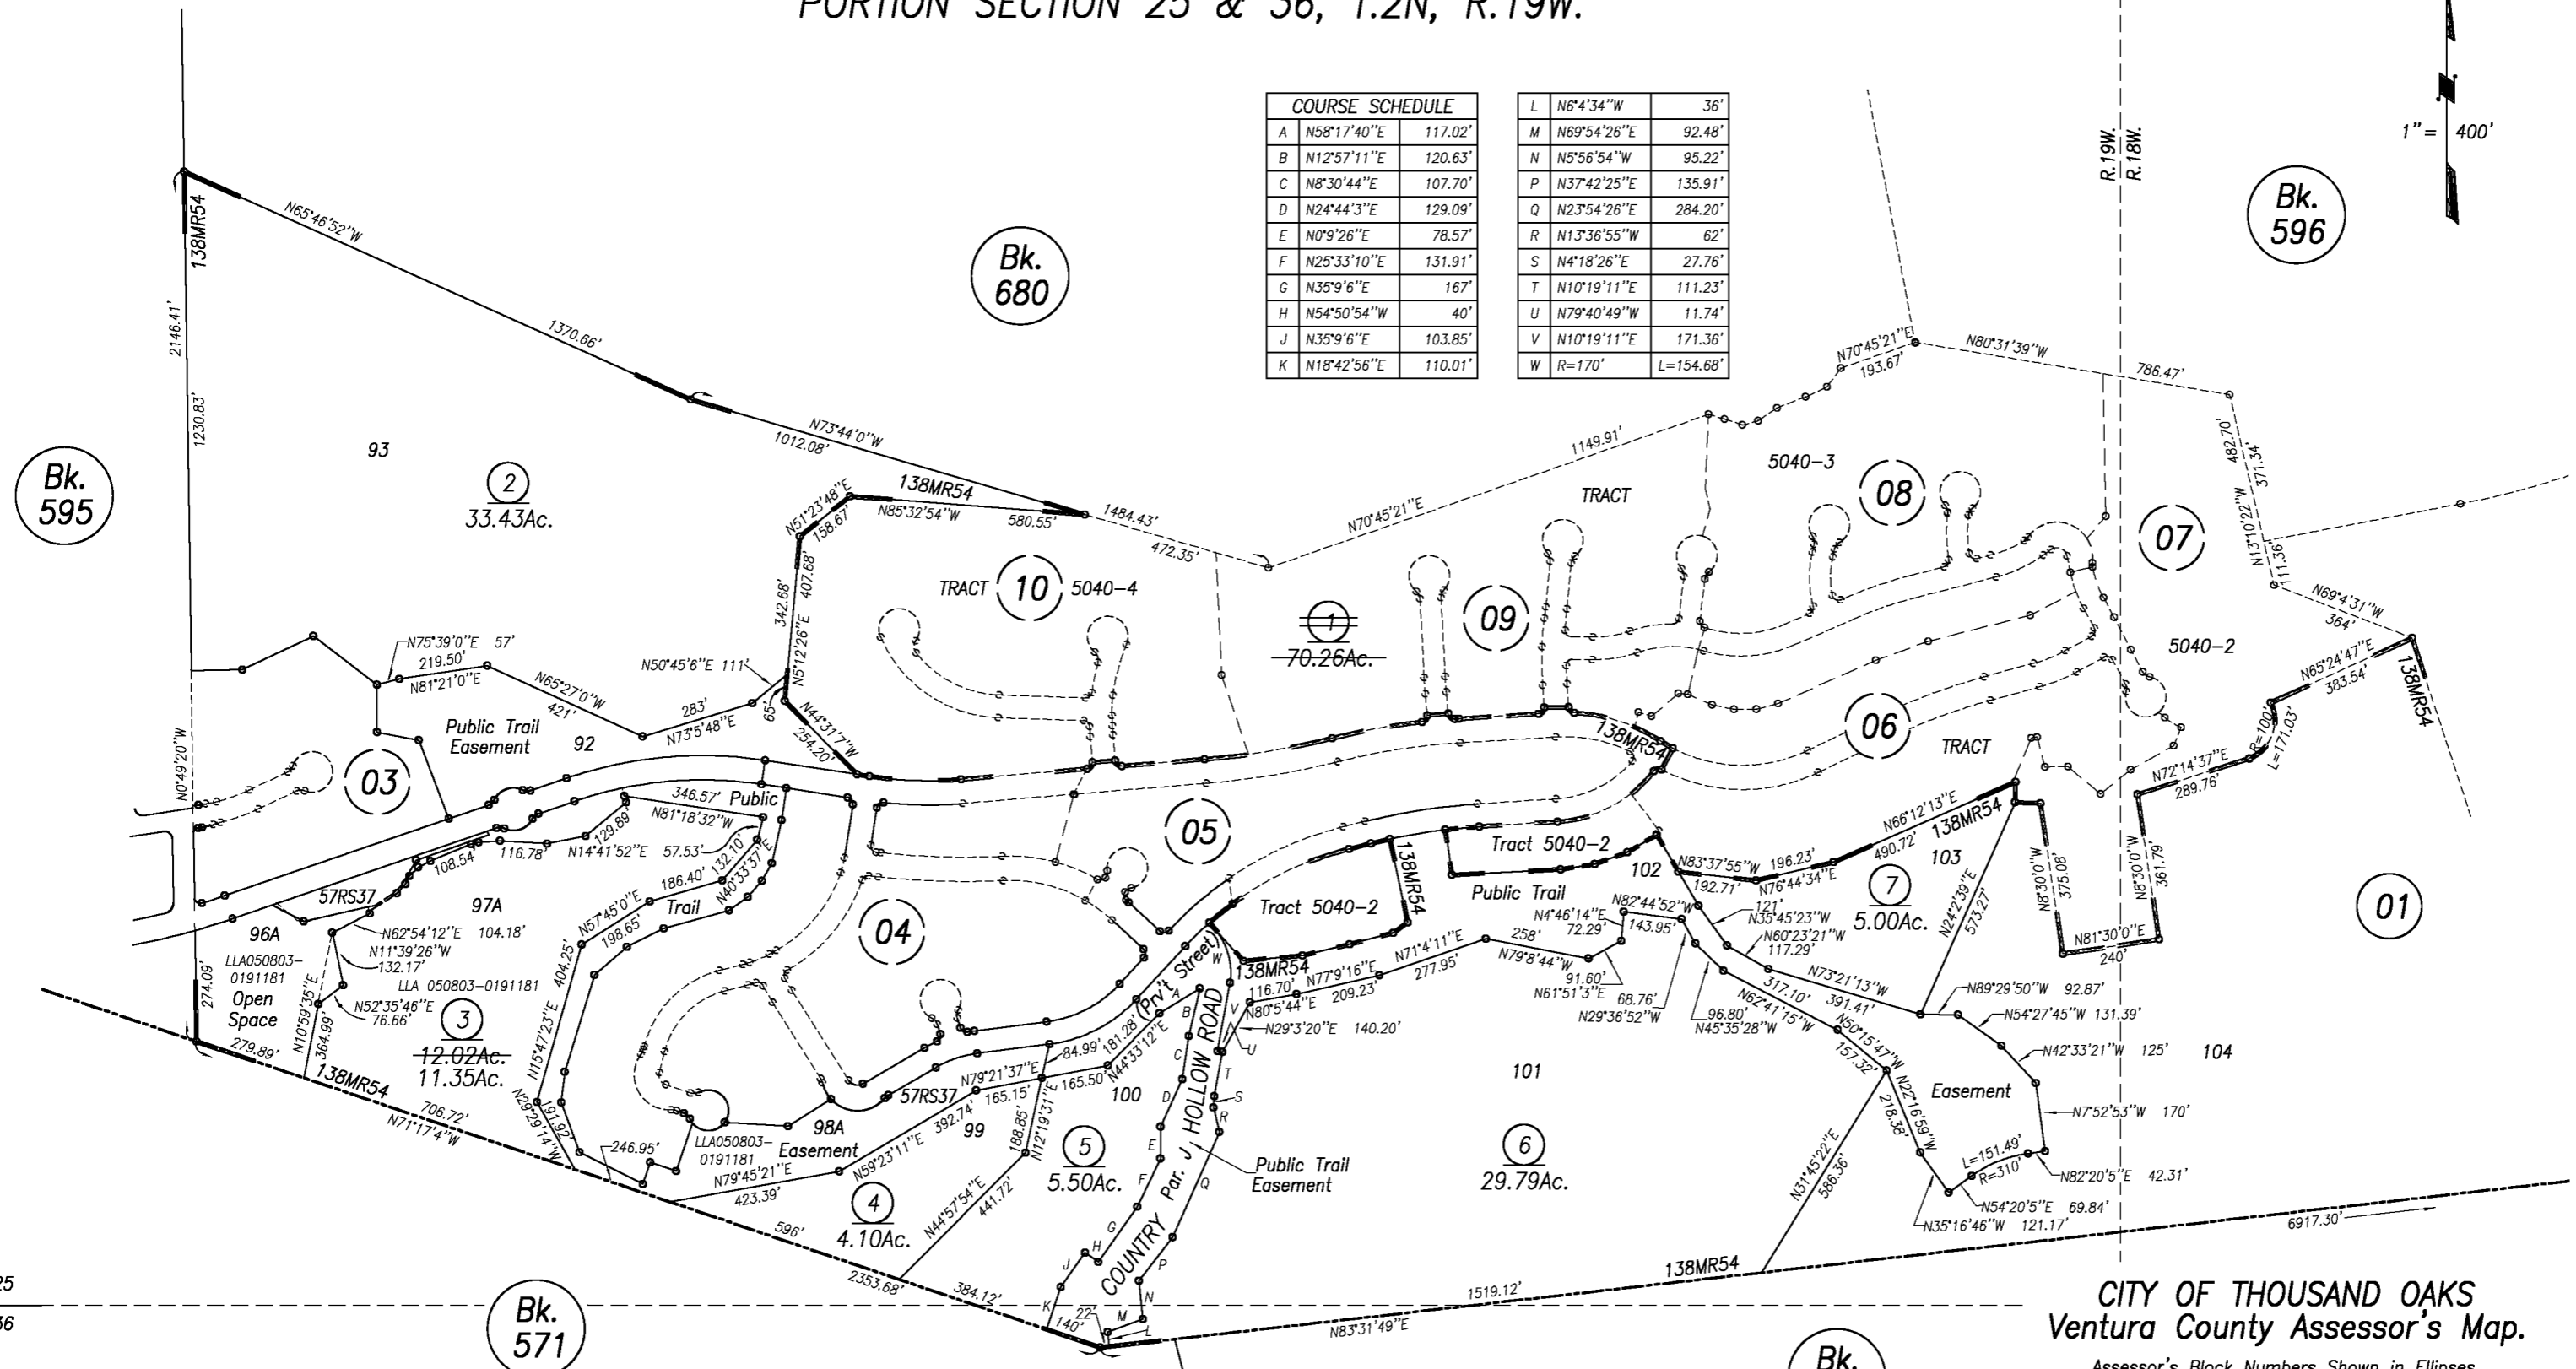 PORTION SECTION 25 & 36, T.2N, R.19W.
COURSE SCHEDULE
A N58°17'40"E 117.02'
B N12°57'11"E 120.63'
C N8°30'44"E 107.70'
D N24°44'3"E 129.09'
E N0°9'26"E 78.57'
F N25°33'10"E 131.91'
G N35°9'6"E 167'
H N54°50'54"W 40'
J N35°9'6"E 103.85'
K N18°42'56"E 110.01'
L N6°4'34"W 36'
M N69°54'26"E 92.48'
N N5°56'54"W 95.22'
P N37°42'25"E 135.91'
Q N23°54'26"E 284.20'
R N13°36'55"W 62'
S N4°18'26"E 27.76'
T N10°19'11"E 111.23'
U N79°40'49"W 11.74'
V N10°19'11"E 171.36'
W R=170' L=154.68'
R.19W.
R.18W.
1"= 400'
Bk.
596
Bk.
680
Bk.
595
138MR54
N65°46'52"W
1370.66'
2146.41'
1230.83'
N73°44'0"W
1012.08'
93
2
33.43Ac.
N51°23'48"E
158.67'
138MR54
N85°32'54"W
580.55'
1484.43'
472.35'
342.68'
N5°12'26"E 407.68'
TRACT 10 5040-4
1
70.26Ac.
N70°45'21"E
1149.91'
N70°45'21"E
193.67'
N80°31'39"W
786.47'
5040-3
TRACT
08
09
07
482.70'
371.34'
N13°10'22"W
111.36'
N69°4'31"W
364'
5040-2
N65°24'47"E
383.54'
138MR54
R=100'
L=171.03'
N72°14'37"E
289.76'
06
TRACT
138MR54
N75°39'0"E 57'
219.50'
N81°21'0"E
N65°27'0"W
421'
N50°45'6"E 111'
283'
N73°5'48"E
65'
N44°31'7"W
254.20'
Public Trail
Easement
92
N0°49'20"W
03
346.57'
Public
N81°18'32"W
129.89'
N14°41'52"E 57.53'
116.78'
108.54'
132.10'
N40°33'37"E
186.40'
N57°45'0"E
Trail
198.65'
57RS37
97A
96A
N62°54'12"E 104.18'
N11°39'26"W
132.17'
LLA050803-
0191181
LLA 050803-0191181
Open
Space
N52°35'46"E
76.66'
274.09'
N10°59'35"E
364.99'
3
12.02Ac.
11.35Ac.
N15°47'23"E 404.25'
279.89'
138MR54
706.72'
N71°17'4"W
N29°29'14"W
191.92'
246.95'
04
05
Tract 5040-2
Tract 5040-2
138MR54
138MR54
(Prv't Street)
W
102
Public Trail
N83°37'55"W
192.71'
196.23'
N76°44'34"E
N66°12'13"E
490.72'
138MR54
103
7
5.00Ac.
N24°2'39"E
573.27'
N8°30'0"W
375.08'
N8°30'0"W
361.79'
N81°30'0"E
240'
01
N82°44'52"W
143.95'
N4°46'14"E
72.29'
121'
N35°45'23"W
N60°23'21"W
117.29'
N71°4'11"E
277.95'
258'
N79°8'44"W
91.60'
N61°51'3"E
68.76'
N29°36'52"W
96.80'
N45°35'28"W
N73°21'13"W
391.41'
317.10'
N62°41'15"W
N50°15'47"W
157.32'
N89°29'50"W 92.87'
N54°27'45"W 131.39'
N42°33'21"W 125'
104
Easement
N22°16'59"W
218.38'
N7°52'53"W 170'
L=151.49'
R=310'
N82°20'5"E 42.31'
N54°20'5"E 69.84'
N35°16'46"W 121.17'
116.70'
N77°9'16"E
N80°5'44"E
209.23'
N29°3'20"E 140.20'
V
U
T
S
R
Q
P
N
M
L
A
B
C
D
E
F
G
H
J
K
181.28'
N44°33'12"E
84.99'
N79°21'37"E
165.50'
165.15'
57RS37
392.74'
N59°23'11"E
99
100
188.85'
N12°19'31"E
98A
Easement
LLA050803-
0191181
N79°45'21"E
423.39'
4
4.10Ac.
5
5.50Ac.
N44°57'54"E
441.72'
COUNTRY HOLLOW ROAD
Par. J
Public Trail
Easement
101
6
29.79Ac.
N31°45'22"E
586.36'
596'
2353.68'
384.12'
140'
22'
1519.12'
N83°31'49"E
138MR54
6917.30'
25
36
Bk.
571
Bk.
CITY OF THOUSAND OAKS
Ventura County Assessor's Map.
Assessor's Block Numbers Shown in Ellipses